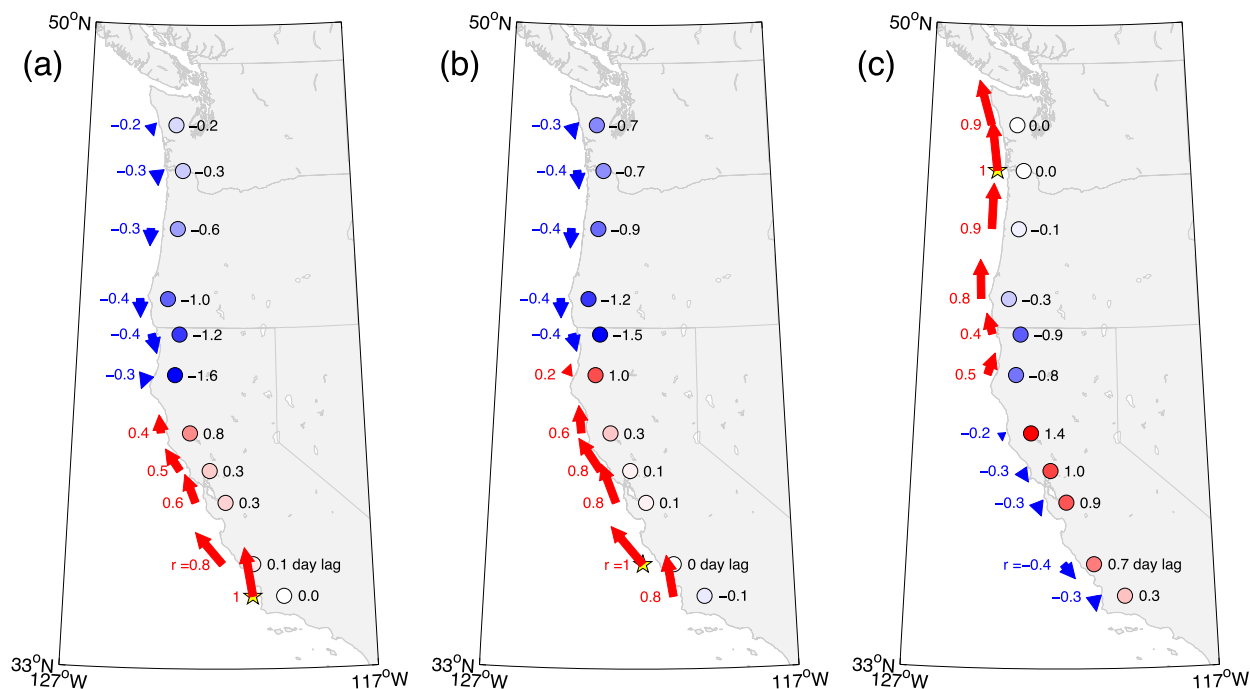 50°N
(a)
−0.2 −0.2
−0.3 −0.3
−0.3 −0.6
−0.4 −1.0
−0.4 −1.2
−0.3 −1.6
0.4 0.8
0.5 0.3
0.6 0.3
r =0.8 0.1 day lag
1 0.0
33°N
127°W 117°W
50°N
(b)
−0.3 −0.7
−0.4 −0.7
−0.4 −0.9
−0.4 −1.2
−0.4 −1.5
0.2 1.0
0.6 0.3
0.8 0.1
0.8 0.1
r =1 0 day lag
0.8 −0.1
33°N
127°W 117°W
50°N
(c)
0.9 0.0
1 0.0
0.9 −0.1
0.8 −0.3
0.4 −0.9
0.5 −0.8
−0.2 1.4
−0.3 1.0
−0.3 0.9
r =−0.4 0.7 day lag
−0.3 0.3
33°N
127°W 117°W